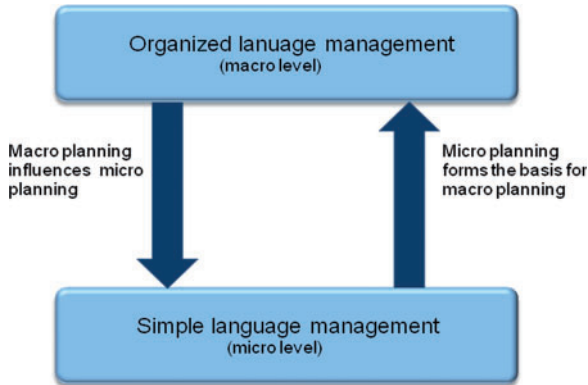 Organized lanuage management
(macro level)
Macro planning
influences micro
planning
Micro planning
forms the basis for
macro planning
Simple language management
(micro level)